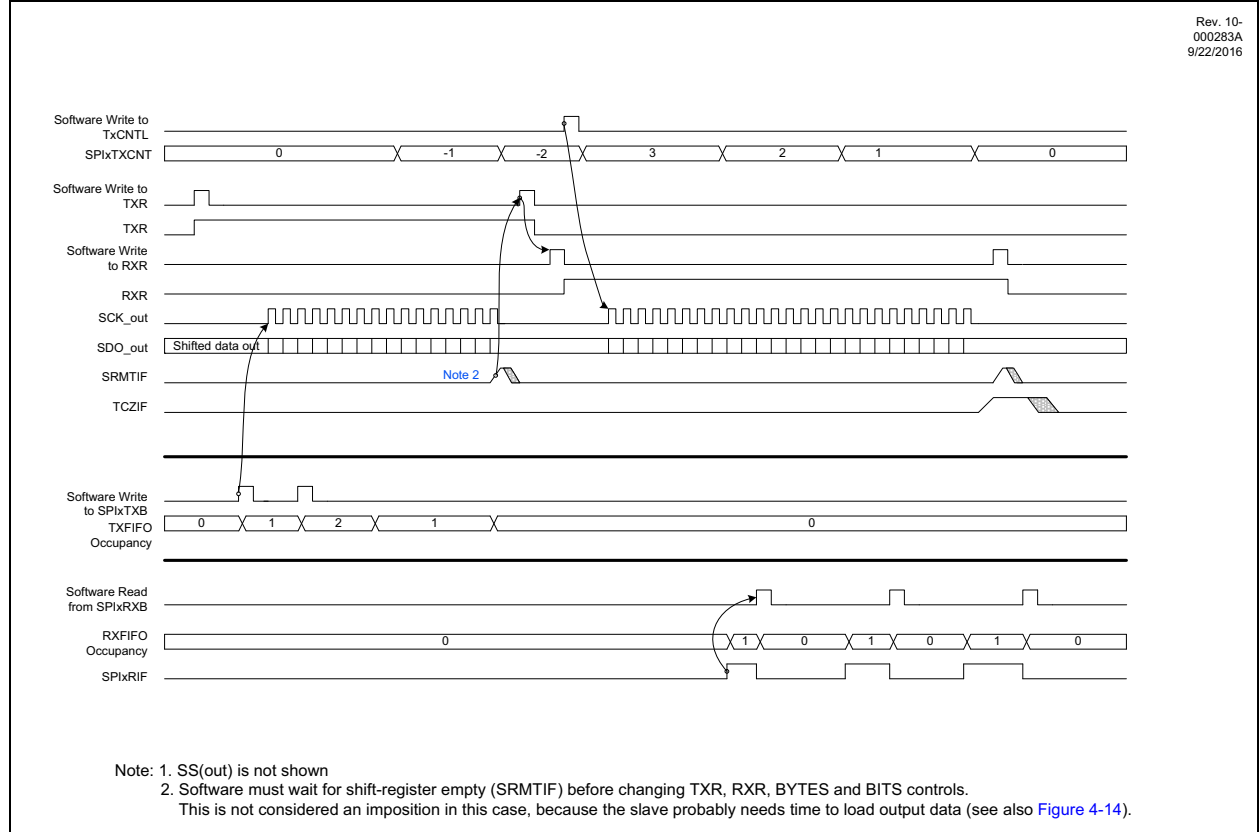 Rev. 10-
000283A
9/22/2016
Software Write to
TxCNTL
SPIxTXCNT
0
-1
-2
3
2
1
0
Software Write to
TXR
TXR
Software Write
to RXR
RXR
SCK_out
SDO_out
Shifted data out
SRMTIF
Note 2
TCZIF
Software Write
to SPIxTXB
TXFIFO
Occupancy
0
1
2
1
0
Software Read
from SPIxRXB
RXFIFO
Occupancy
0
1
0
1
0
1
0
SPIxRIF
Note: 1. SS(out) is not shown
2. Software must wait for shift-register empty (SRMTIF) before changing TXR, RXR, BYTES and BITS controls.
This is not considered an imposition in this case, because the slave probably needs time to load output data (see also Figure 4-14).